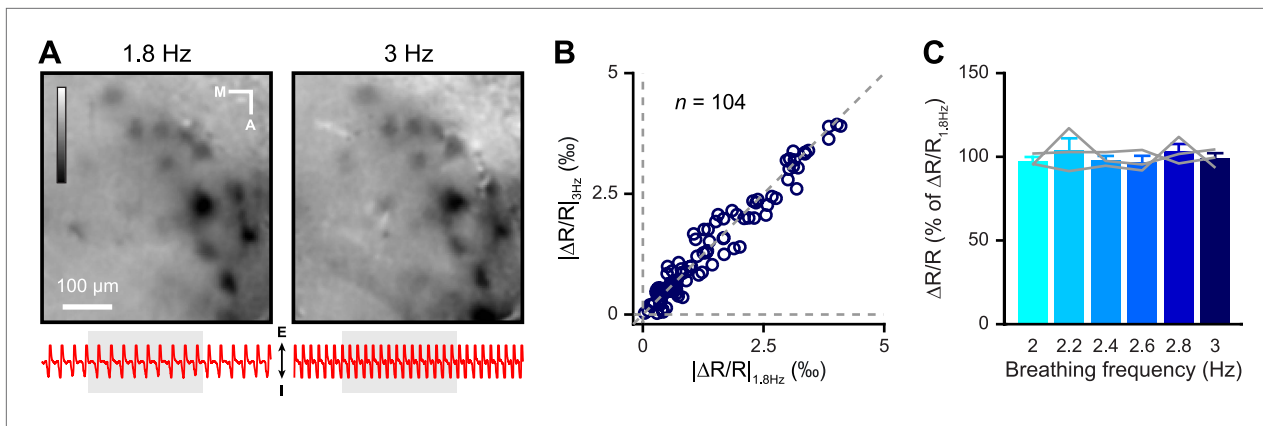 A
1.8 Hz
3 Hz
M
A
100 µm
E
I
B
n = 104
|ΔR/R|3Hz (‰)
5
2.5
0
0
2.5
5
|ΔR/R|1.8Hz (‰)
C
ΔR/R (% of ΔR/R1.8Hz)
150
100
50
0
2
2.2
2.4
2.6
2.8
3
Breathing frequency (Hz)